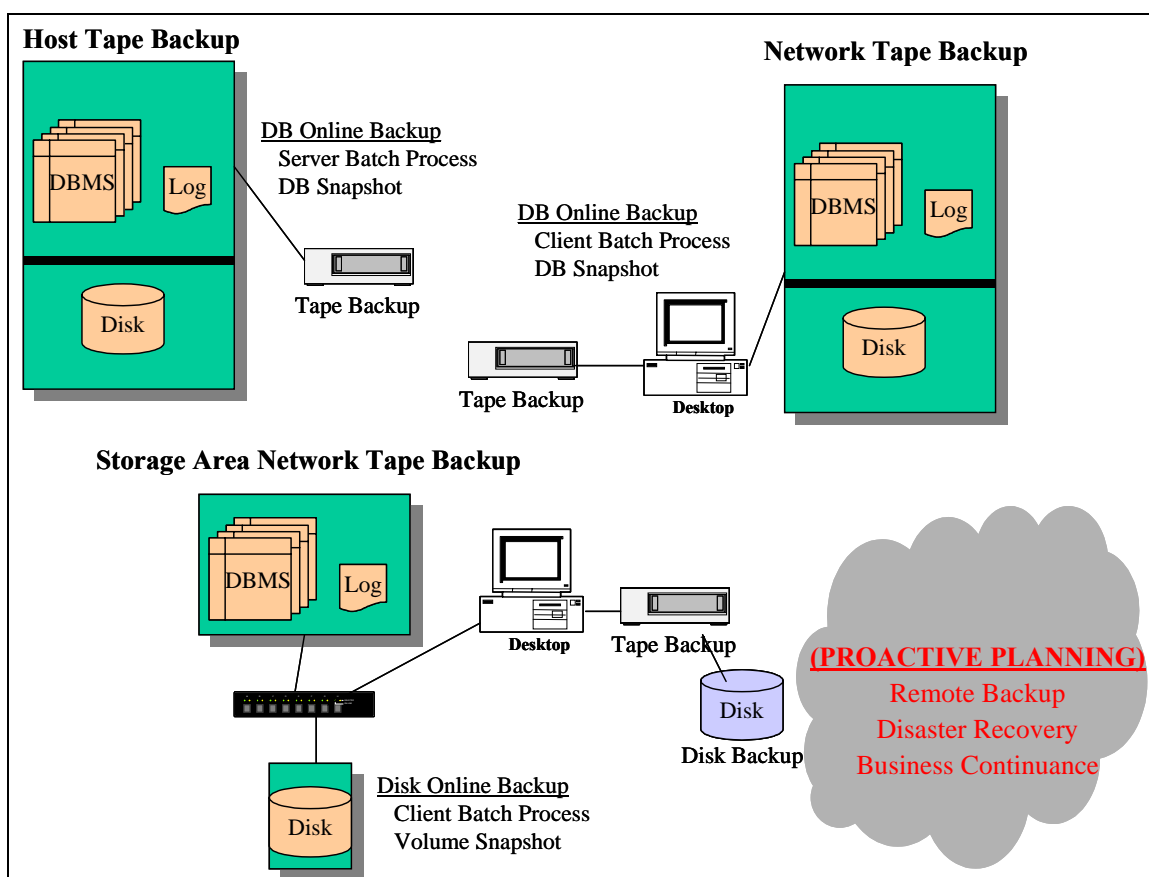 Host Tape Backup
DBMS
Log
Disk
DB Online Backup
Server Batch Process
DB Snapshot
Tape Backup
Network Tape Backup
DBMS
Log
Disk
DB Online Backup
Client Batch Process
DB Snapshot
Tape Backup
Desktop
Storage Area Network Tape Backup
DBMS
Log
Desktop
Tape Backup
Disk
Disk Backup
Disk
Disk Online Backup
Client Batch Process
Volume Snapshot
(PROACTIVE PLANNING)
Remote Backup
Disaster Recovery
Business Continuance